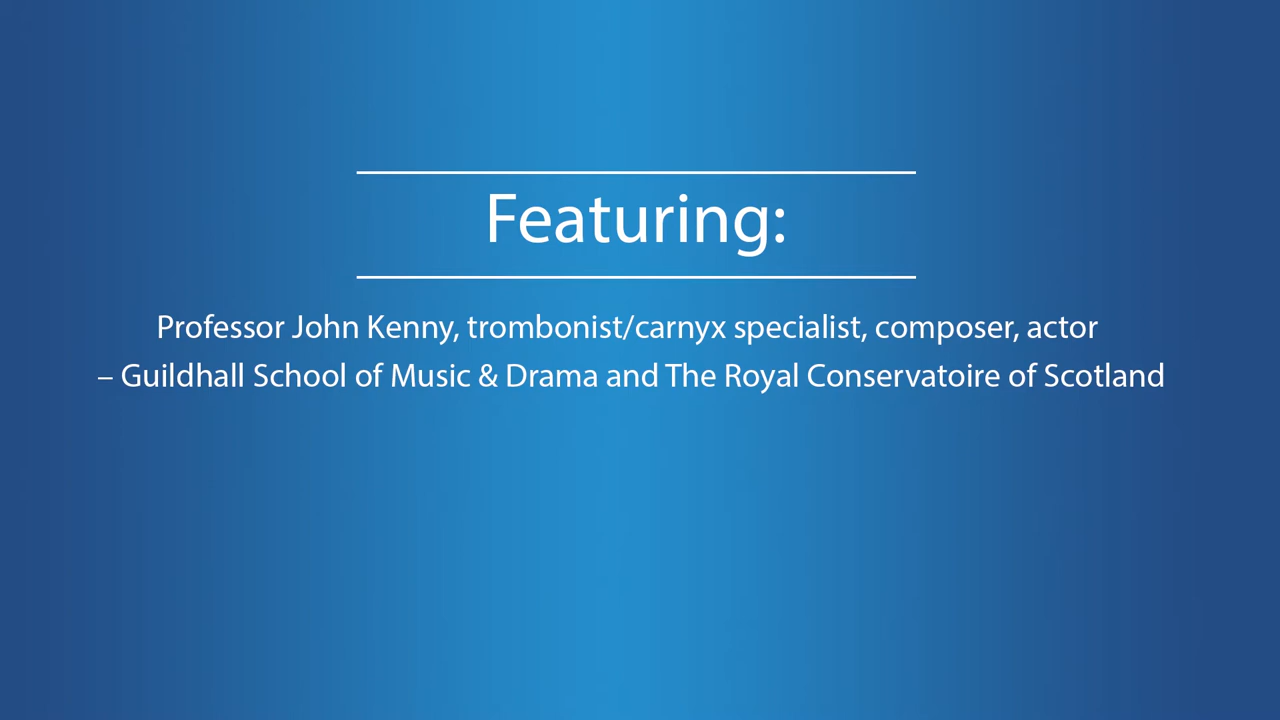 Featuring:
Professor John Kenny, trombonist/carnyx specialist, composer, actor
– Guildhall School of Music & Drama and The Royal Conservatoire of Scotland